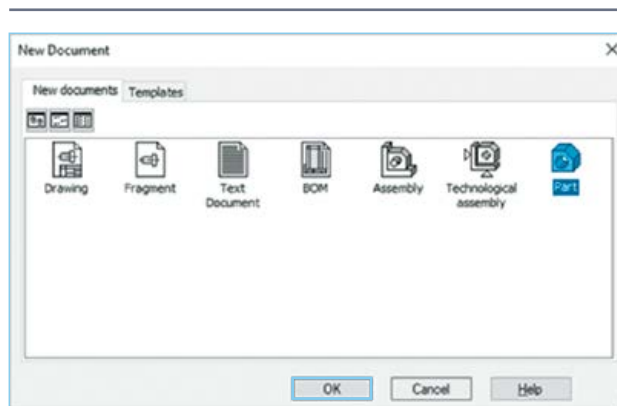 New Document
New documents Templates
Drawing Fragment Text Document BOM Assembly Technological assembly Part
OK Cancel Help